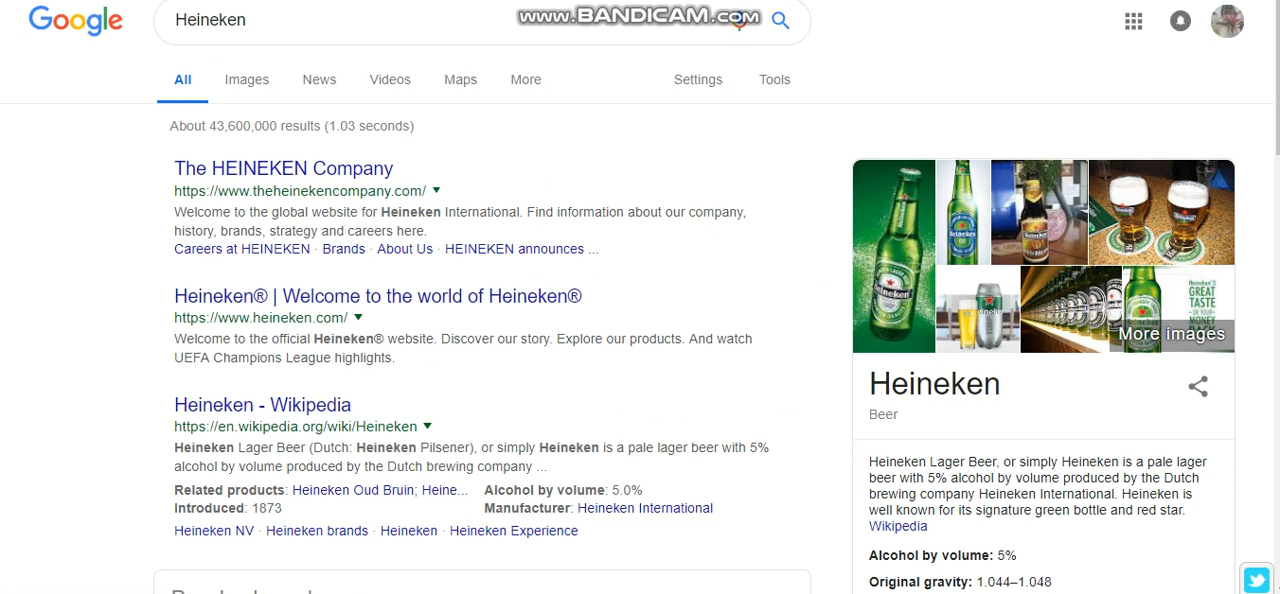 Google
Heineken
www.BANDICAM.com
All Images News Videos Maps More Settings Tools
About 43,600,000 results (1.03 seconds)
The HEINEKEN Company
https://www.theheinekencompany.com/
Welcome to the global website for Heineken International. Find information about our company,
history, brands, strategy and careers here.
Careers at HEINEKEN · Brands · About Us · HEINEKEN announces ...
Heineken® | Welcome to the world of Heineken®
https://www.heineken.com/
Welcome to the official Heineken® website. Discover our story. Explore our products. And watch
UEFA Champions League highlights.
Heineken - Wikipedia
https://en.wikipedia.org/wiki/Heineken
Heineken Lager Beer (Dutch: Heineken Pilsener), or simply Heineken is a pale lager beer with 5%
alcohol by volume produced by the Dutch brewing company ...
Related products: Heineken Oud Bruin; Heine... Alcohol by volume: 5.0%
Introduced: 1873 Manufacturer: Heineken International
Heineken NV · Heineken brands · Heineken · Heineken Experience
Heineken
GREAT
TASTE
MONEY
More images
Heineken
Beer
Heineken Lager Beer, or simply Heineken is a pale lager
beer with 5% alcohol by volume produced by the Dutch
brewing company Heineken International. Heineken is
well known for its signature green bottle and red star.
Wikipedia
Alcohol by volume: 5%
Original gravity: 1.044–1.048